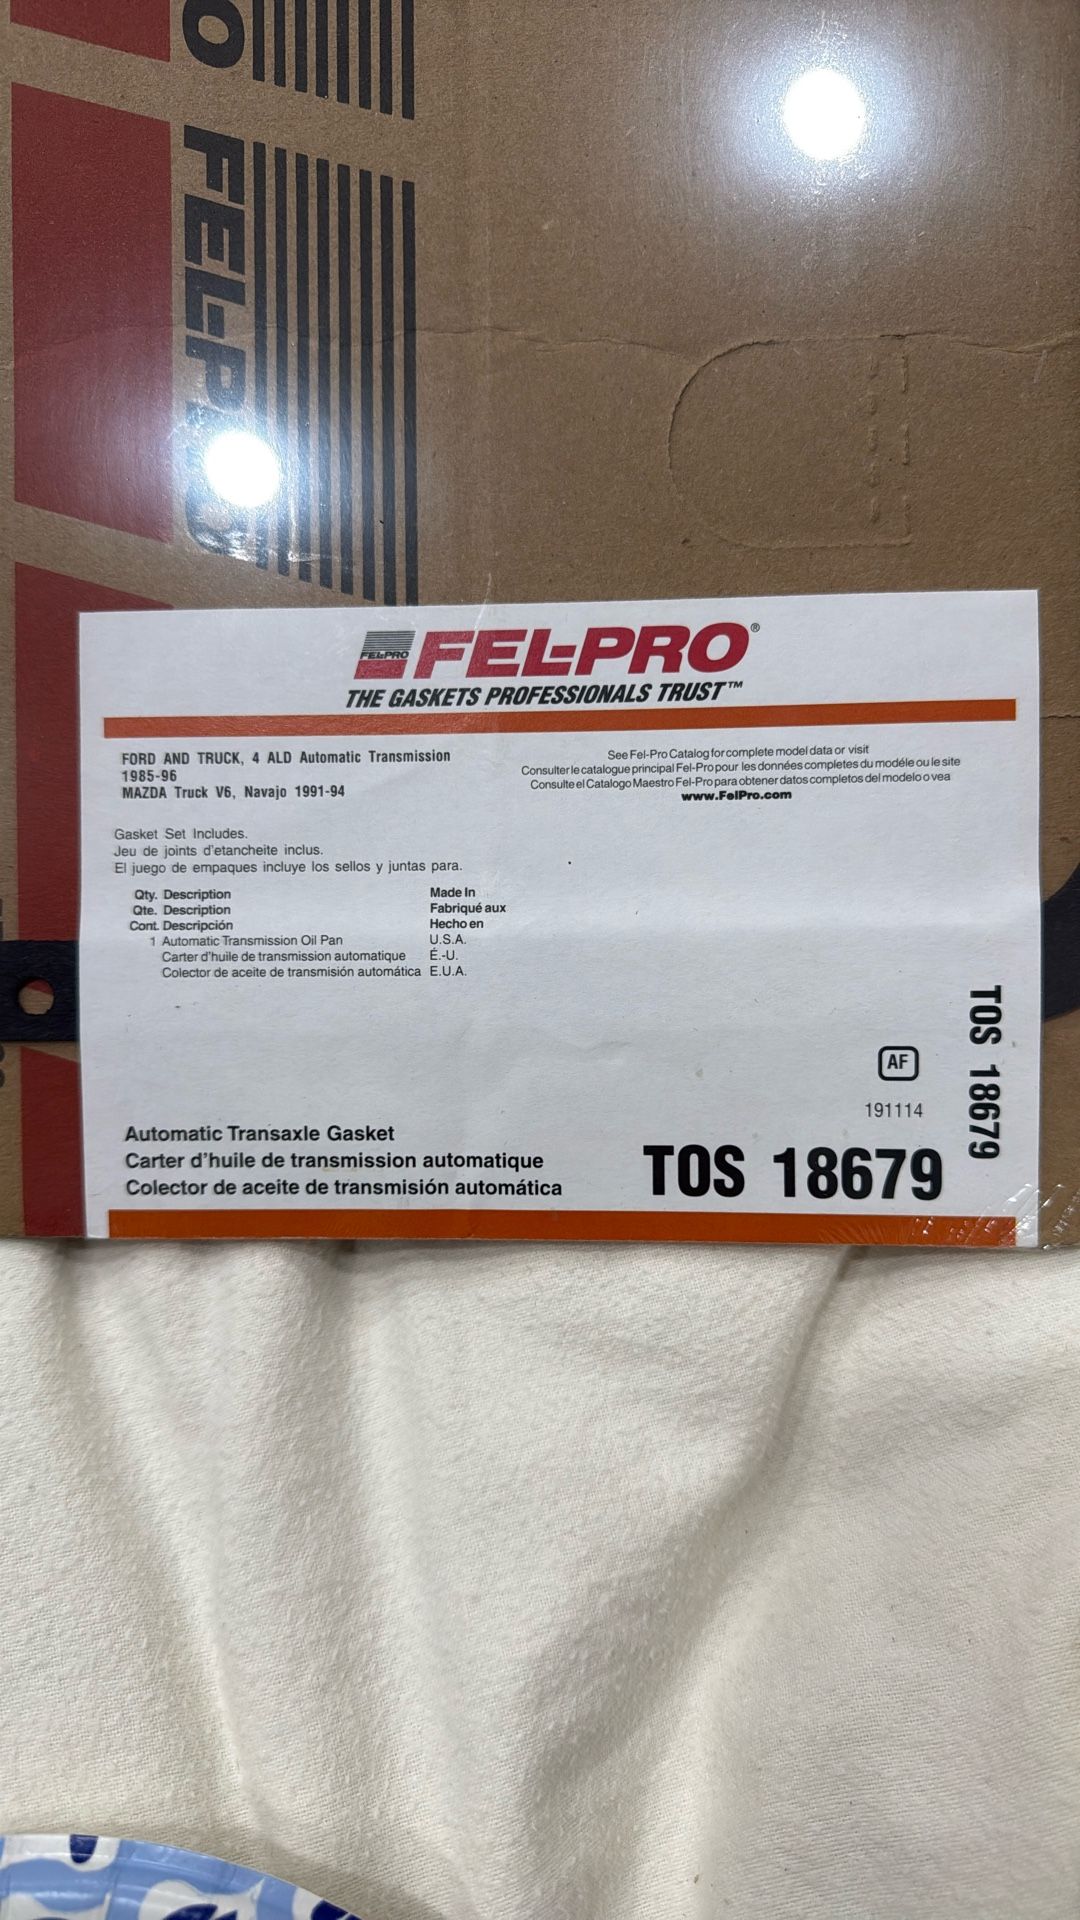 FEL-PRO
FEL-PRO
FEL-PRO®
THE GASKETS PROFESSIONALS TRUST™
FORD AND TRUCK, 4 ALD Automatic Transmission
1985-96
MAZDA Truck V6, Navajo 1991-94
See Fel-Pro Catalog for complete model data or visit
Consulter le catalogue principal Fel-Pro pour les données completes du modéle ou le site
Consulte el Catalogo Maestro Fel-Pro para obtener datos completos del modelo o vea
www.FelPro.com
Gasket Set Includes.
Jeu de joints d'etancheite inclus.
El juego de empaques incluye los sellos y juntas para.
Qty. Description Made In
Qte. Description Fabriqué aux
Cont. Descripción Hecho en
1 Automatic Transmission Oil Pan U.S.A.
Carter d'huile de transmission automatique É.-U.
Colector de aceite de transmisión automática E.U.A.
TOS 18679
AF
191114
Automatic Transaxle Gasket
Carter d'huile de transmission automatique
Colector de aceite de transmisión automática
TOS 18679